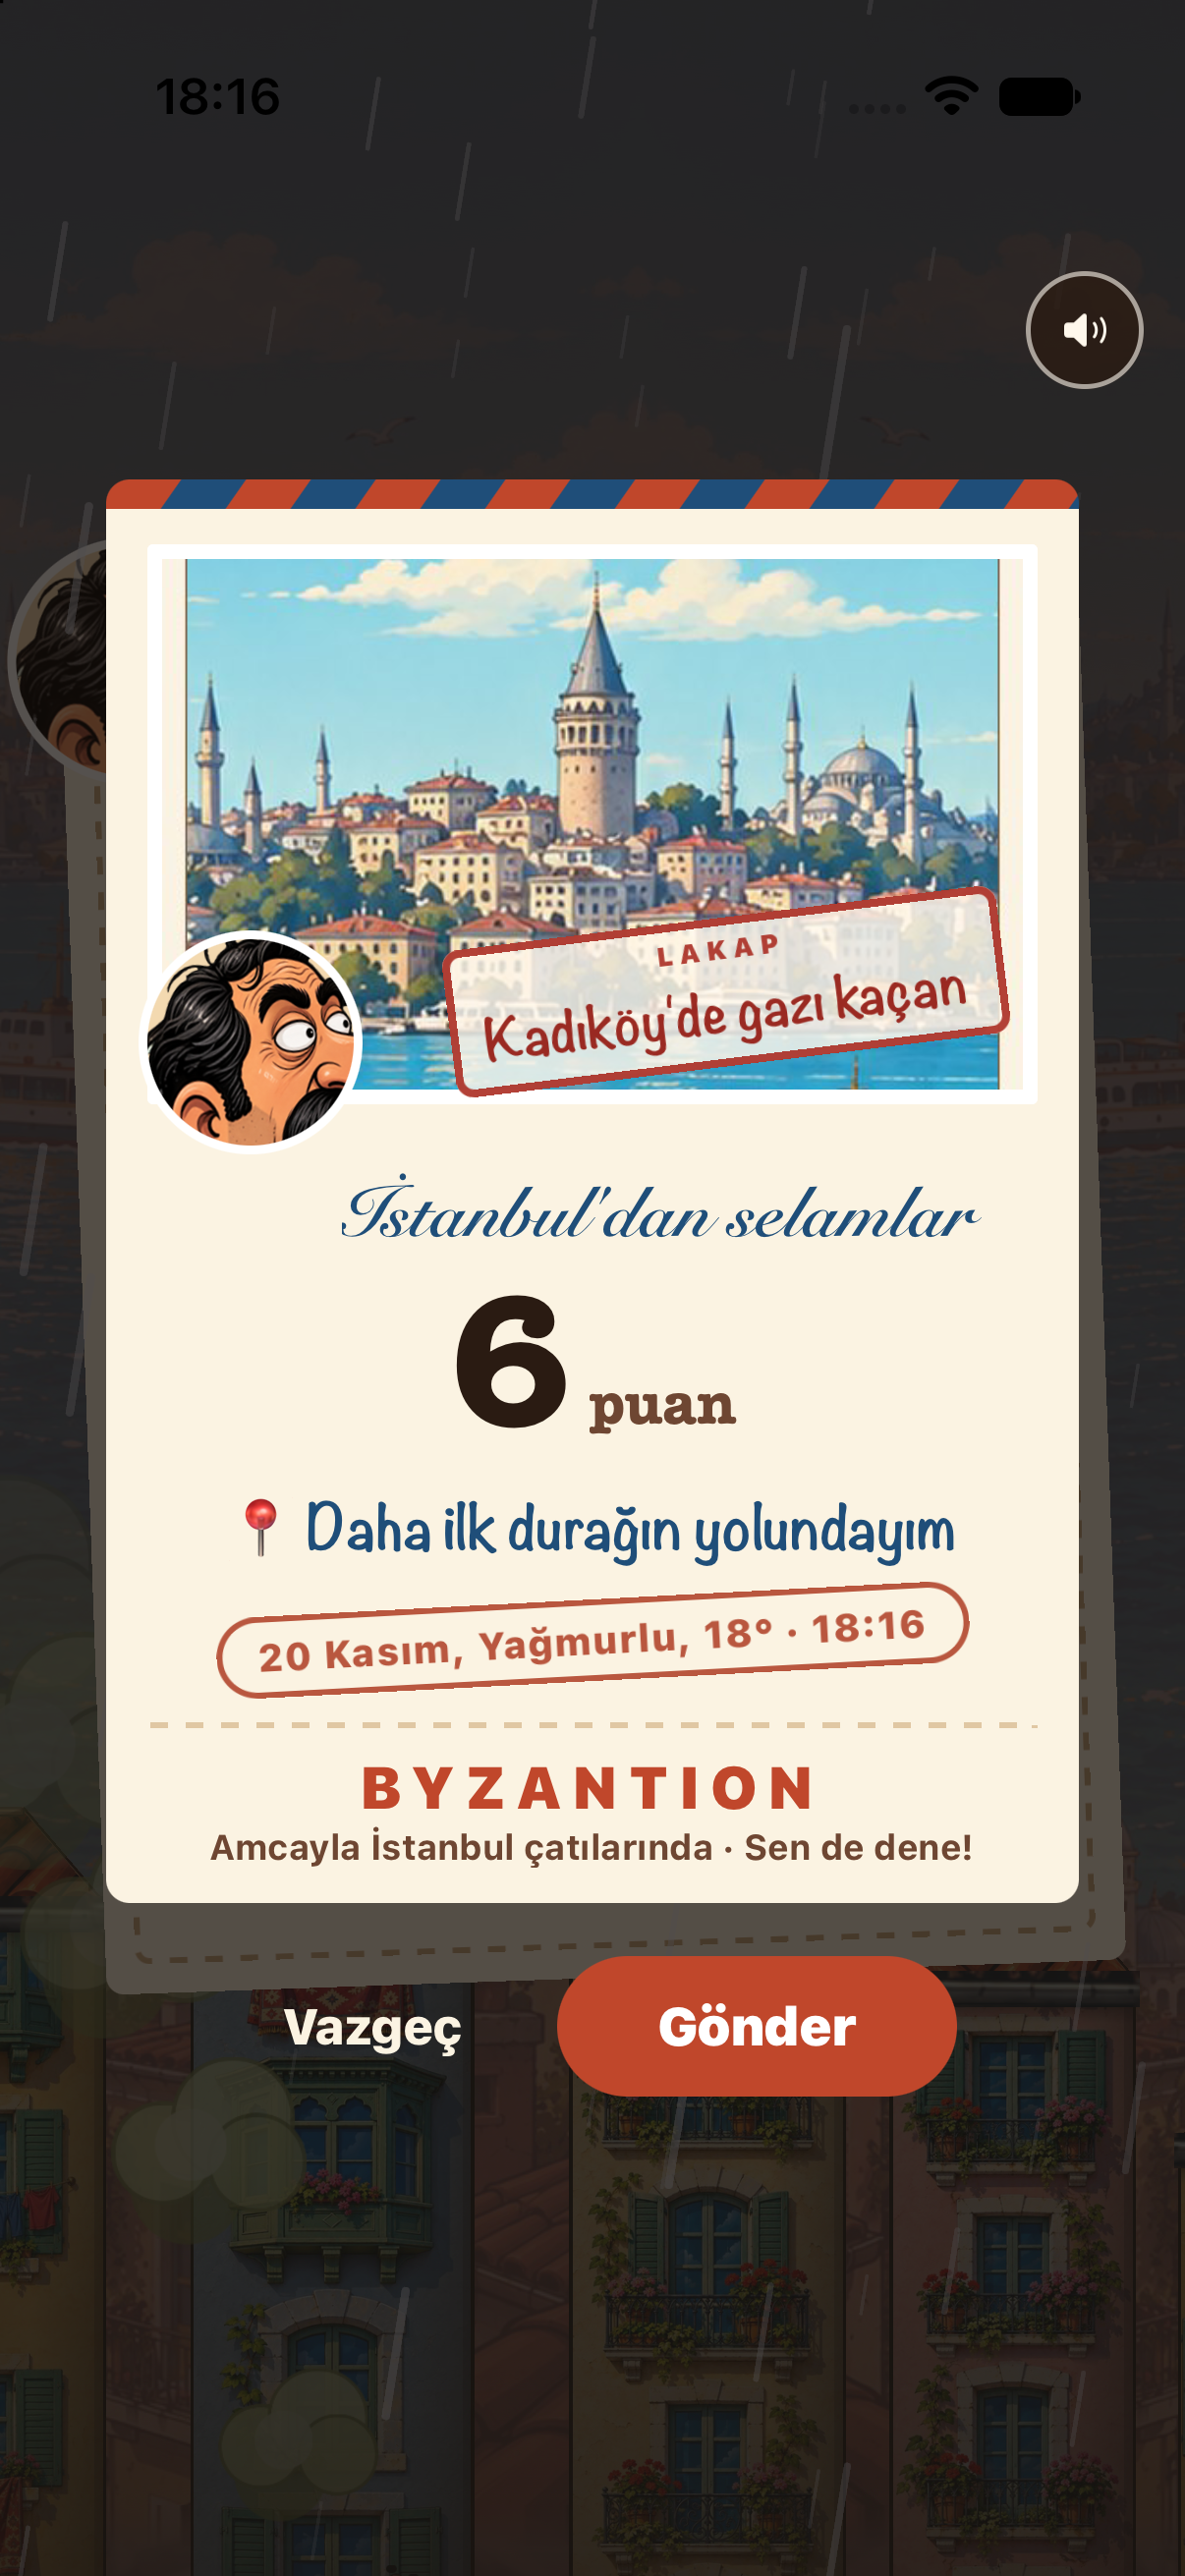 18:16
LAKAP
Kadıköy'de gazı kaçan
İstanbul'dan selamlar
6 puan
Daha ilk durağın yolundayım
20 Kasım, Yağmurlu, 18° · 18:16
BYZANTION
Amcayla İstanbul çatılarında · Sen de dene!
Vazgeç
Gönder